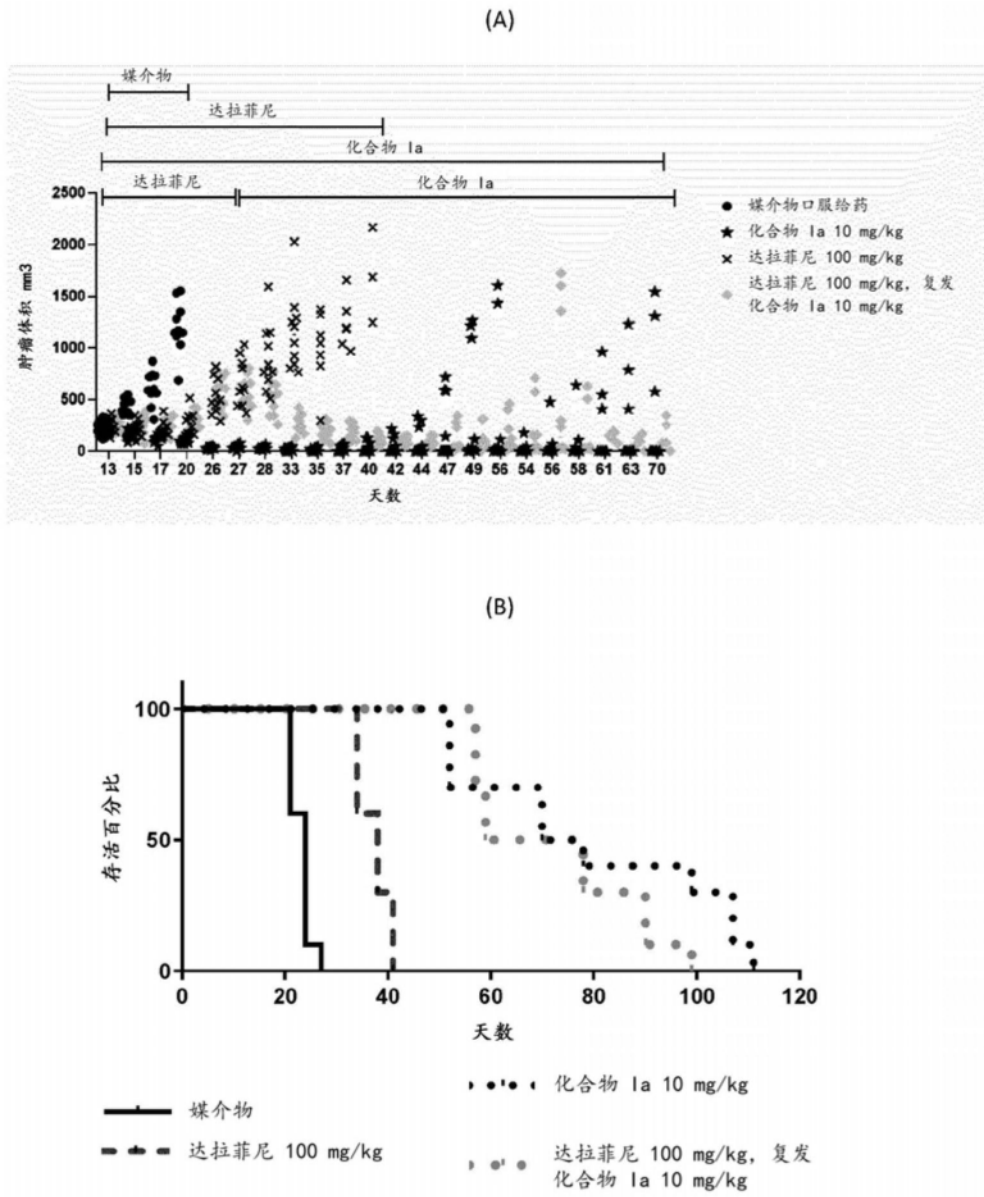 (A)
媒介物
达拉菲尼
化合物 Ia
达拉菲尼
化合物 Ia
2500
2000
1500
1000
500
0
肿瘤体积 mm3
13 15 17 20 26 27 28 33 35 37 40 42 44 47 49 56 54 56 58 61 63 70
天数
媒介物口服给药
化合物 Ia 10 mg/kg
达拉菲尼 100 mg/kg
达拉菲尼 100 mg/kg, 复发
化合物 Ia 10 mg/kg
(B)
100
50
0
存活百分比
0 20 40 60 80 100 120
天数
媒介物
达拉菲尼 100 mg/kg
化合物 Ia 10 mg/kg
达拉菲尼 100 mg/kg, 复发
化合物 Ia 10 mg/kg